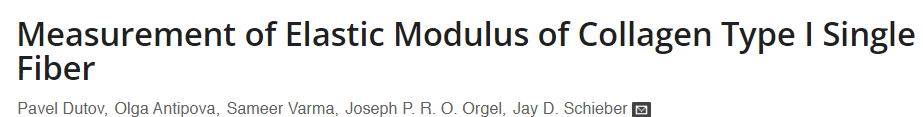 Measurement of Elastic Modulus of Collagen Type I Single
Fiber
Pavel Dutov, Olga Antipova, Sameer Varma, Joseph P. R. O. Orgel, Jay D. Schieber